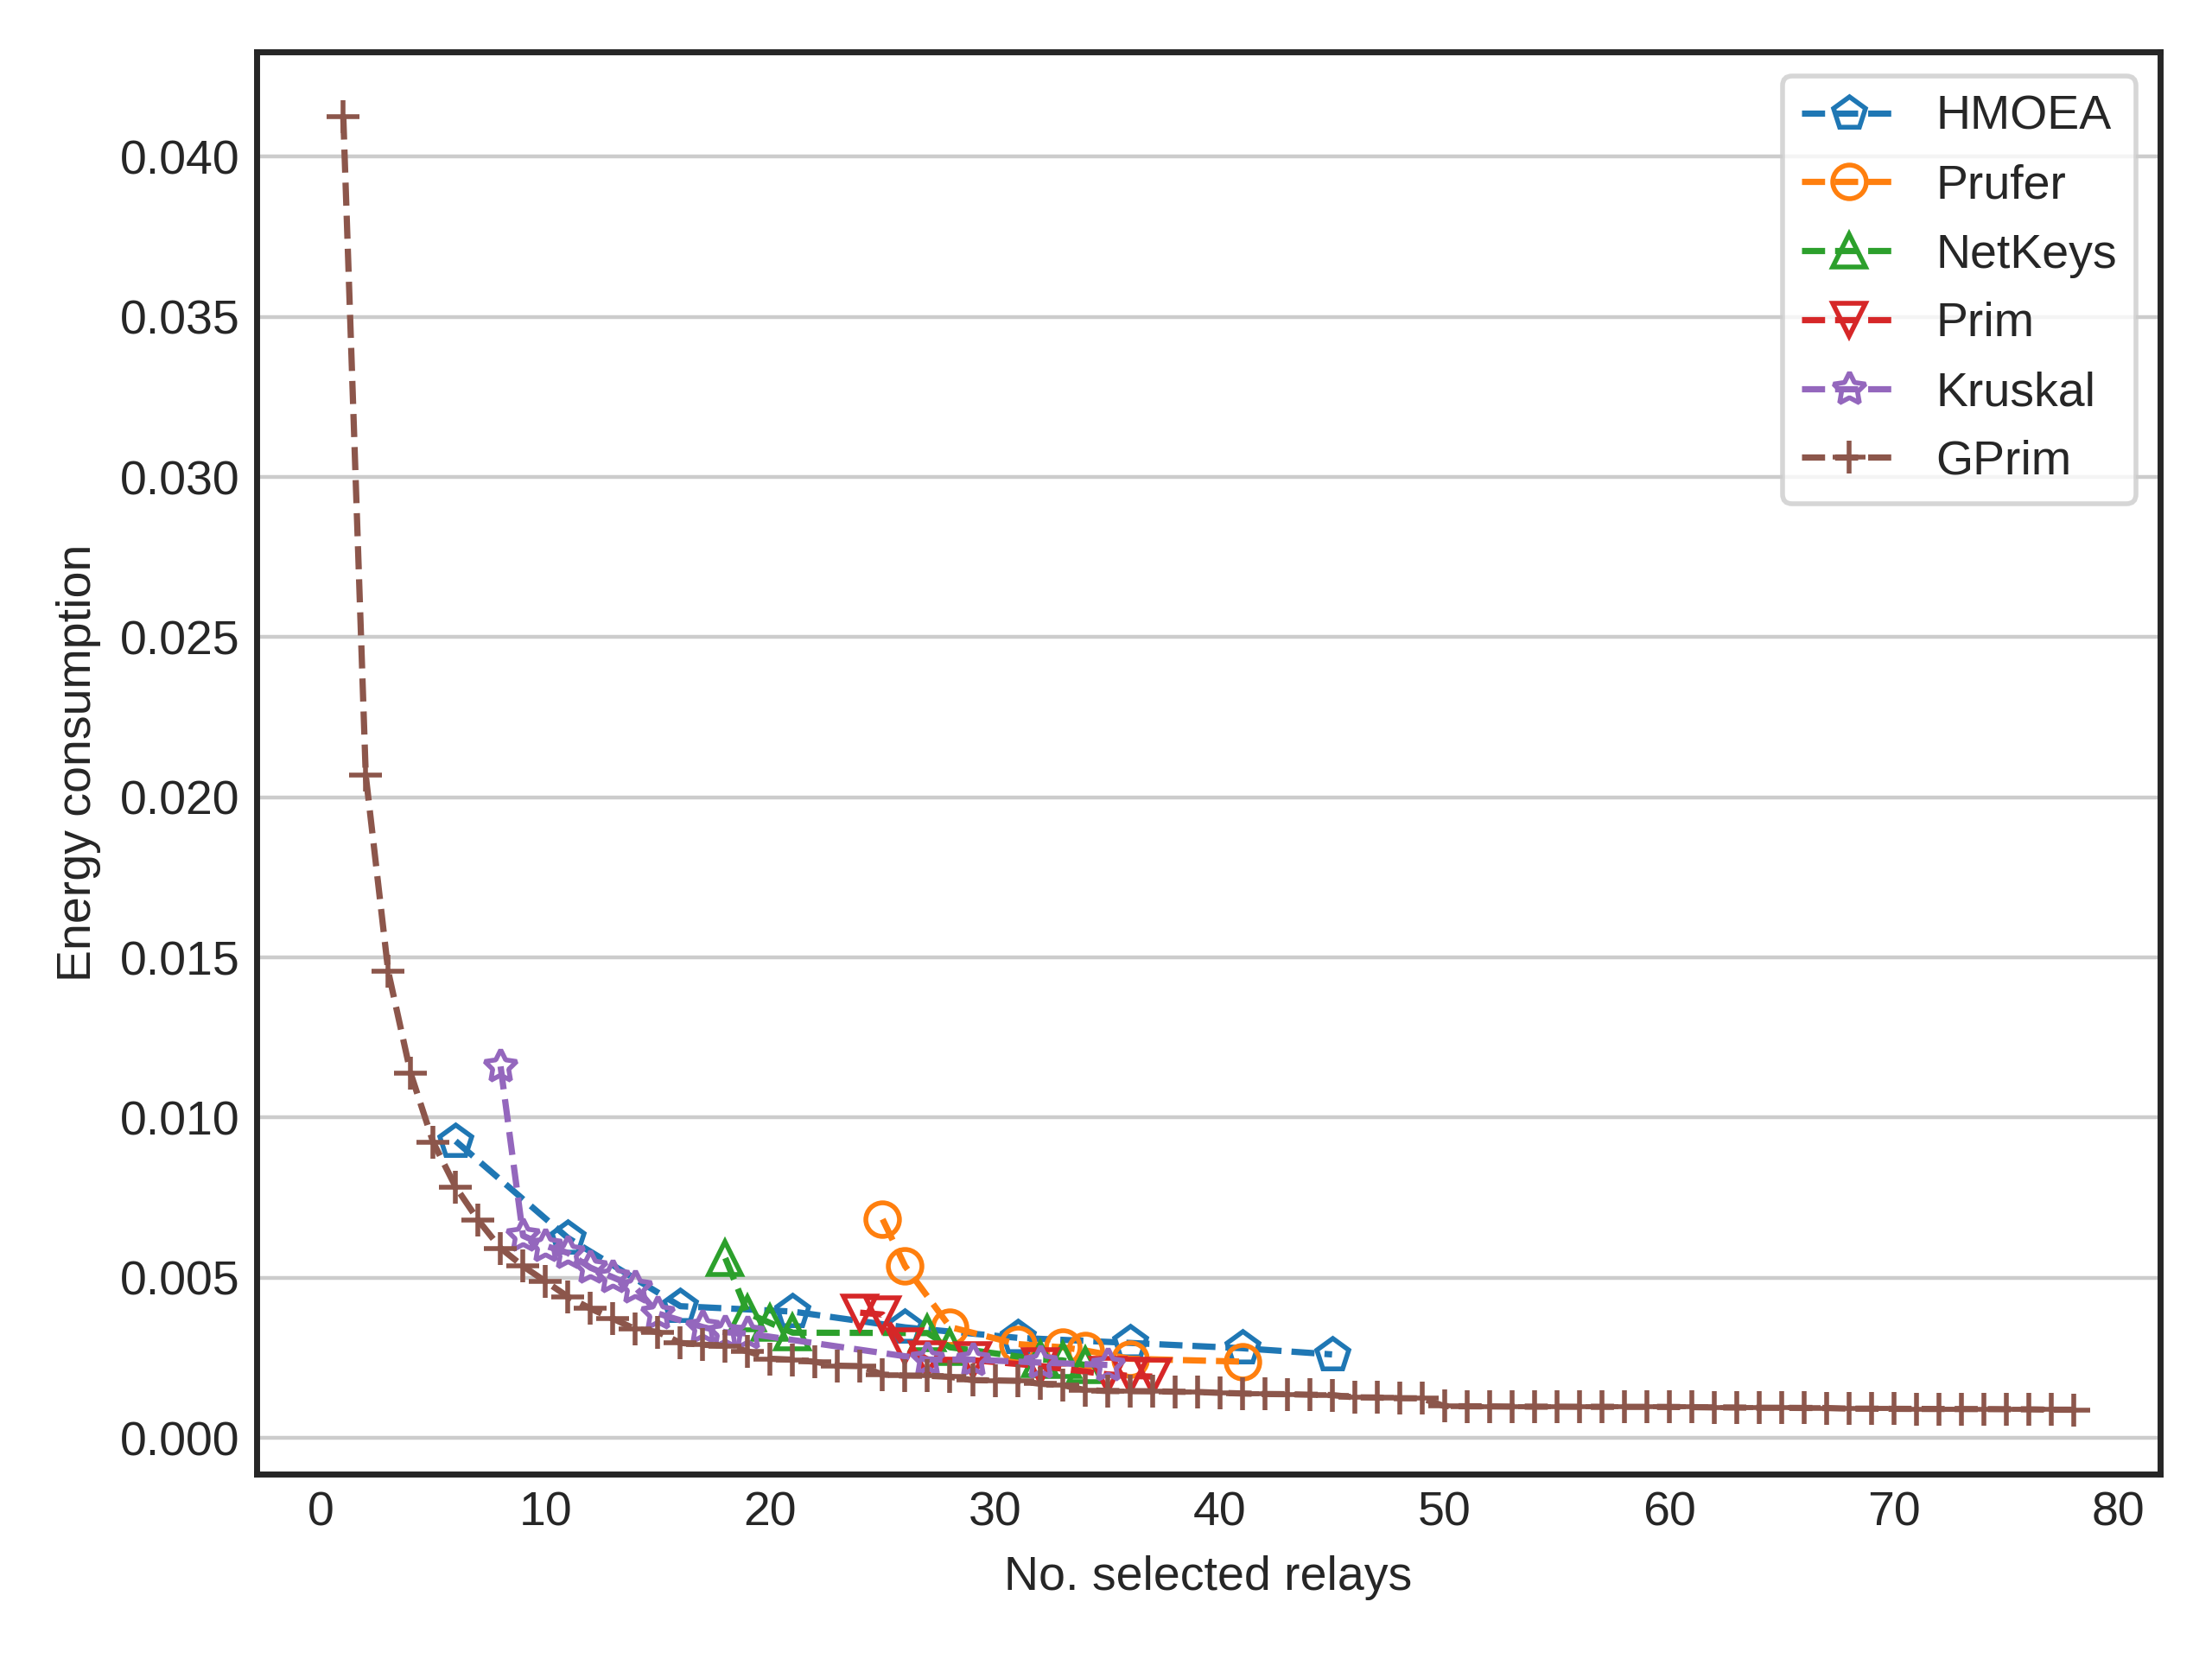 HMOEA
Prufer
NetKeys
Prim
Kruskal
GPrim
Energy consumption
0.040
0.035
0.030
0.025
0.020
0.015
0.010
0.005
0.000
0 10 20 30 40 50 60 70 80
No. selected relays